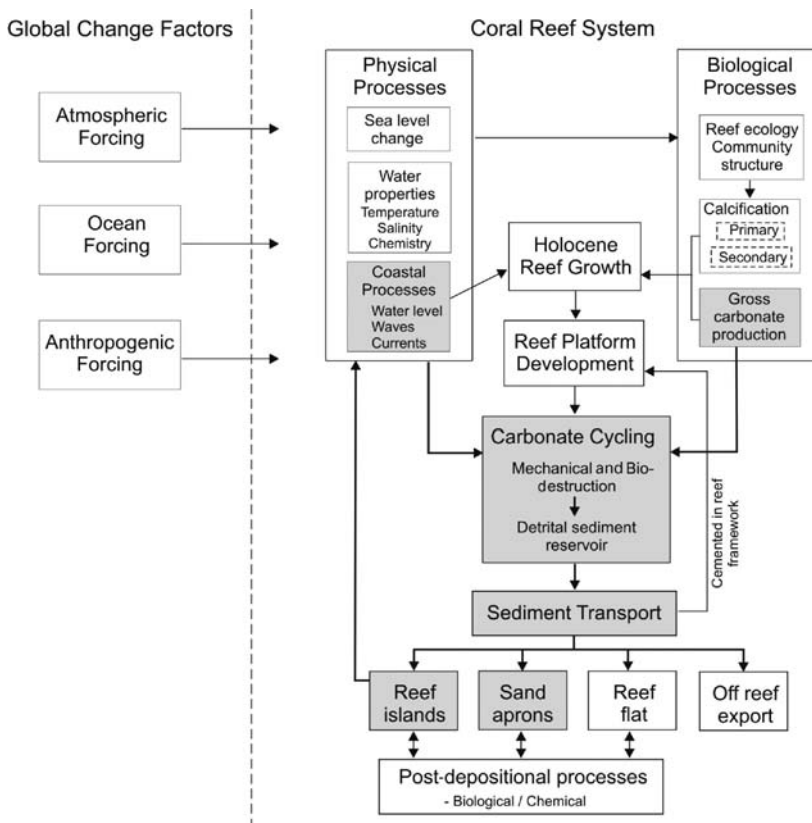 Global Change Factors
Coral Reef System
Atmospheric
Forcing
Ocean
Forcing
Anthropogenic
Forcing
Physical
Processes
Sea level
change
Water
properties
Temperature
Salinity
Chemistry
Coastal
Processes
Water level
Waves
Currents
Biological
Processes
Reef ecology
Community
structure
Calcification
Primary
Secondary
Gross
carbonate
production
Holocene
Reef Growth
Reef Platform
Development
Carbonate Cycling
Mechanical and Bio-
destruction
Detrital sediment
reservoir
Cemented in reef
framework
Sediment Transport
Reef
islands
Sand
aprons
Reef
flat
Off reef
export
Post-depositional processes
- Biological / Chemical